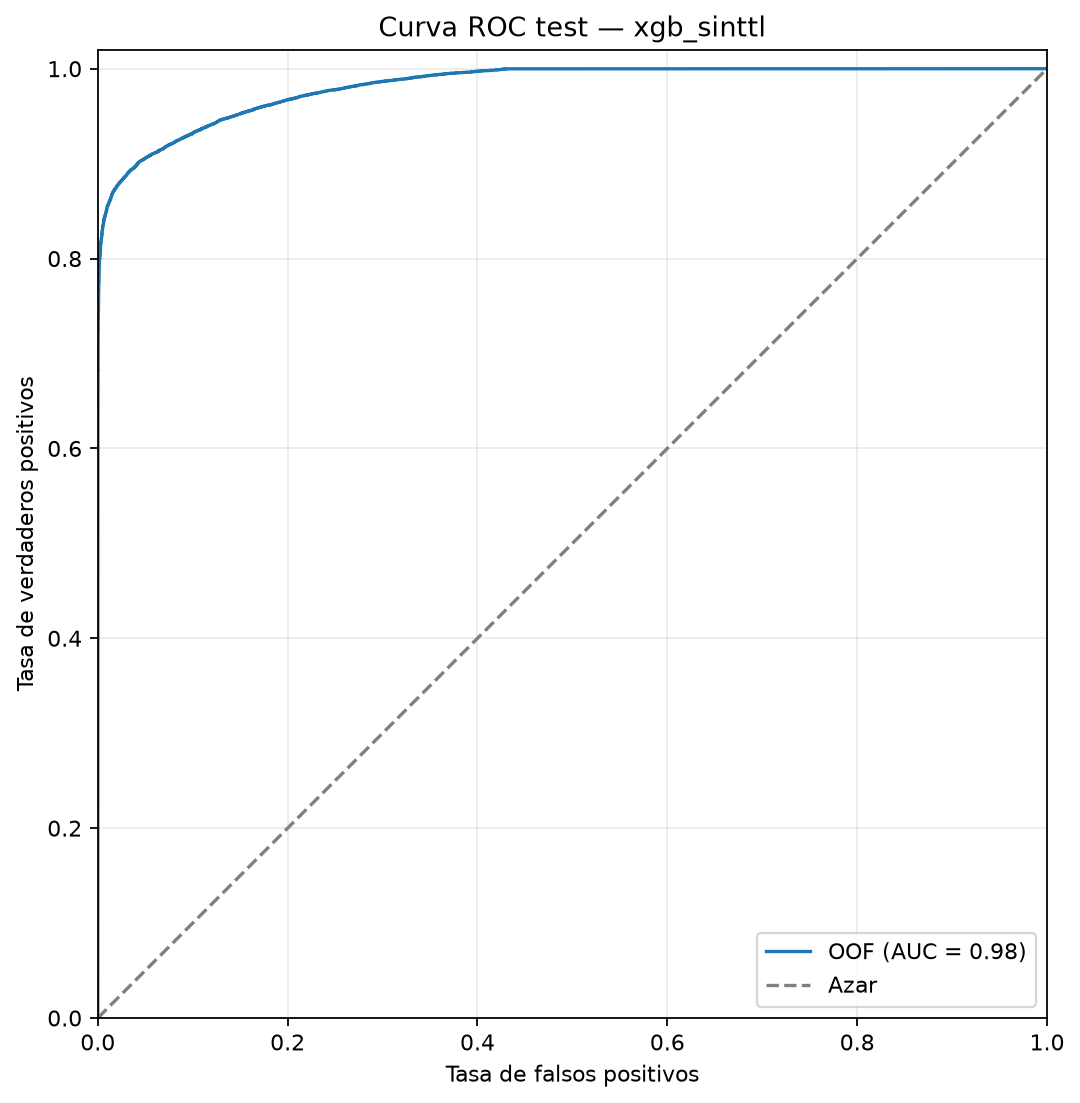 Curva ROC test — xgb_sinttl
Tasa de verdaderos positivos
1.0
0.8
0.6
0.4
0.2
0.0
0.0 0.2 0.4 0.6 0.8 1.0
Tasa de falsos positivos
OOF (AUC = 0.98)
Azar